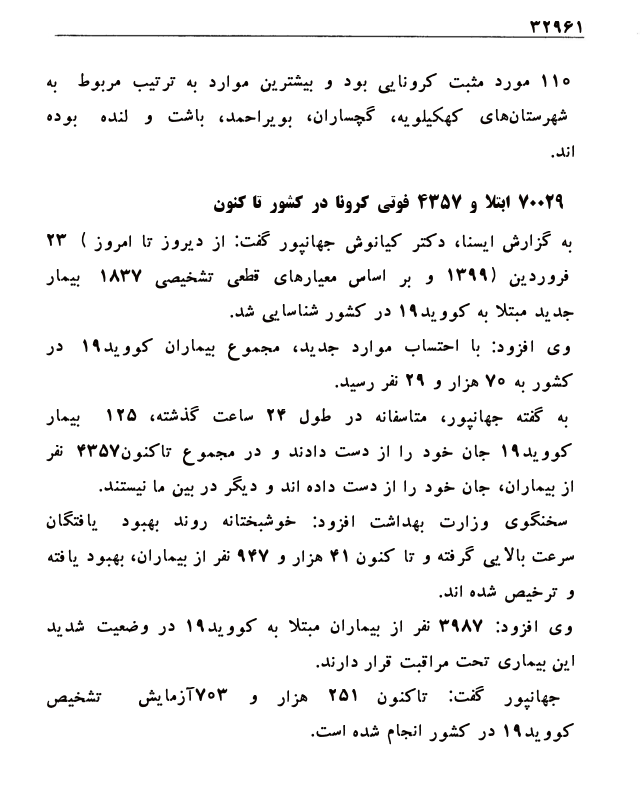 ۳۲۹۶۱
۱۱۰ مورد مثبت کرونایی بود و بیشترین موارد به ترتیب مربوط به
شهرستان‌های کهکیلویه، گچساران، بویراحمد، باشت و لنده بوده
اند.
۷۰۰۲۹ ابتلا و ۴۳۵۷ فوتی کرونا در کشور تا کنون
به گزارش ایسنا، دکتر کیانوش جهانپور گفت: از دیروز تا امروز ) ۲۳
فروردین (۱۳۹۹ و بر اساس معیارهای قطعی تشخیصی ۱۸۳۷ بیمار
جدید مبتلا به کووید۱۹ در کشور شناسایی شد.
وی افزود: با احتساب موارد جدید، مجموع بیماران کووید۱۹ در
کشور به ۷۰ هزار و ۲۹ نفر رسید.
به گفته جهانپور، متاسفانه در طول ۲۴ ساعت گذشته، ۱۲۵ بیمار
کووید۱۹ جان خود را از دست دادند و در مجموع تاکنون۴۳۵۷ نفر
از بیماران، جان خود را از دست داده اند و دیگر در بین ما نیستند.
سخنگوی وزارت بهداشت افزود: خوشبختانه روند بهبود یافتگان
سرعت بالایی گرفته و تا کنون ۴۱ هزار و ۹۴۷ نفر از بیماران، بهبود یافته
و ترخیص شده اند.
وی افزود: ۳۹۸۷ نفر از بیماران مبتلا به کووید۱۹ در وضعیت شدید
این بیماری تحت مراقبت قرار دارند.
جهانپور گفت: تاکنون ۲۵۱ هزار و ۷۰۳آزمایش تشخیص
کووید۱۹ در کشور انجام شده است.